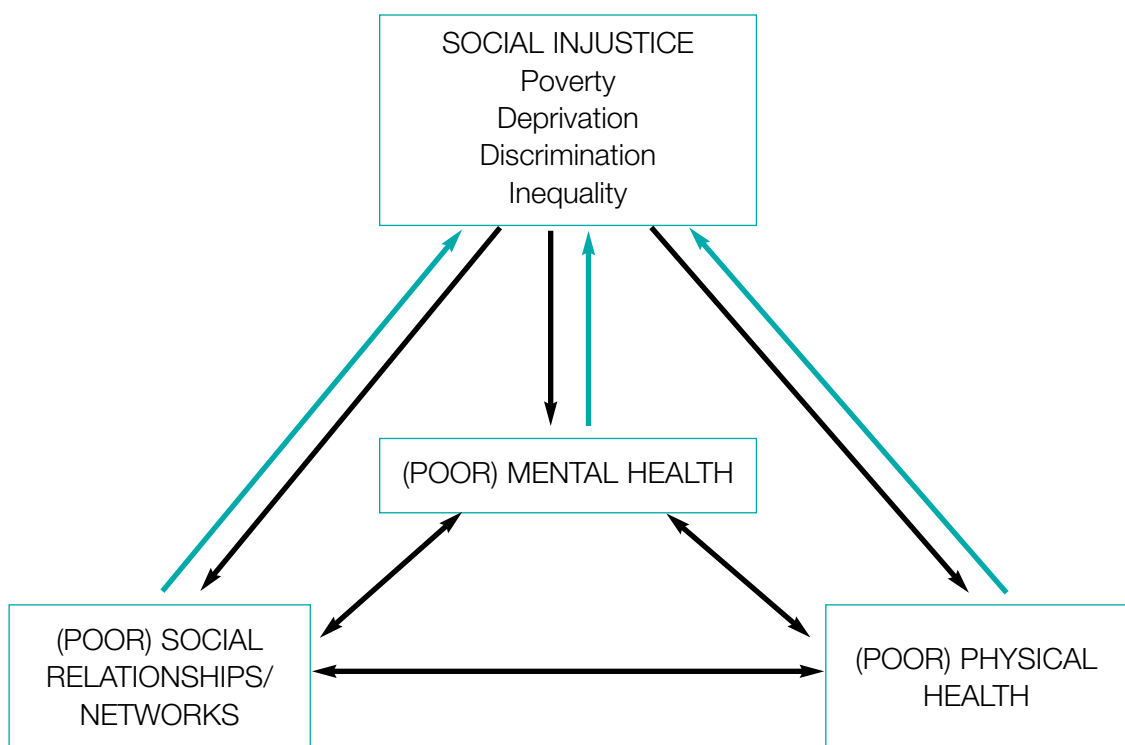 SOCIAL INJUSTICE
Poverty
Deprivation
Discrimination
Inequality
(POOR) MENTAL HEALTH
(POOR) SOCIAL
RELATIONSHIPS/
NETWORKS
(POOR) PHYSICAL
HEALTH